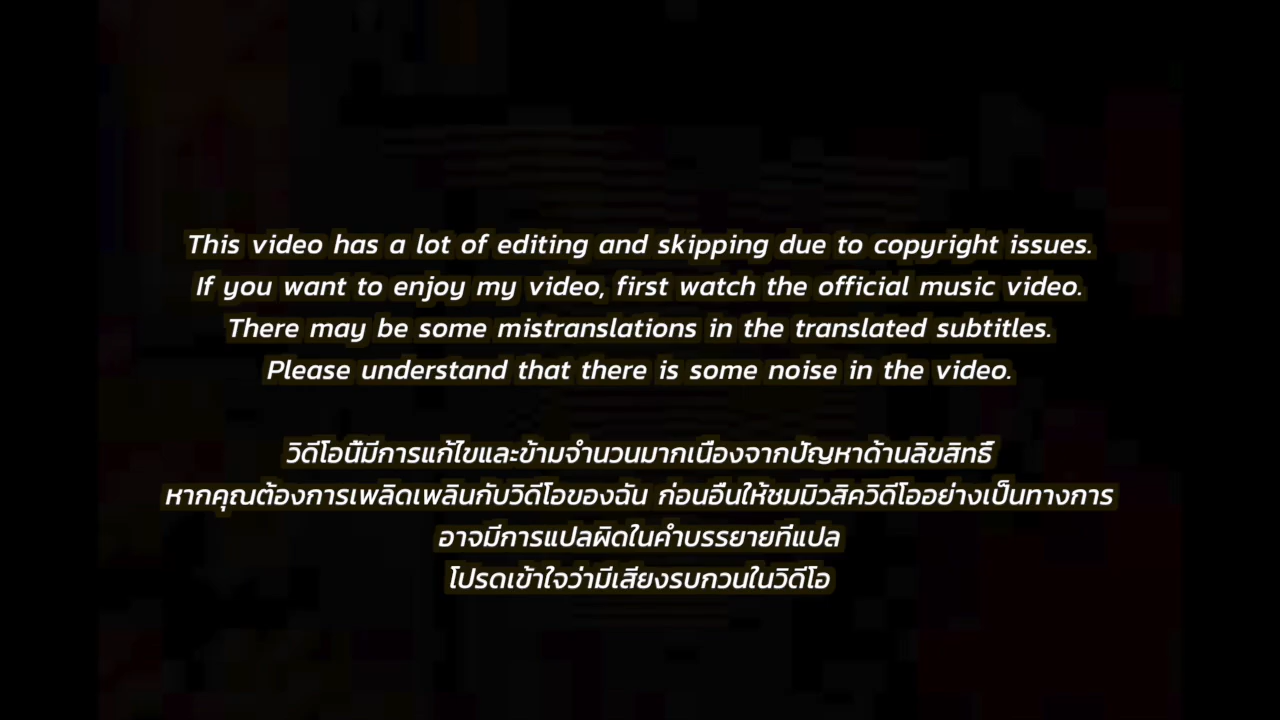 This video has a lot of editing and skipping due to copyright issues.
If you want to enjoy my video, first watch the official music video.
There may be some mistranslations in the translated subtitles.
Please understand that there is some noise in the video.
วิดีโอนี้มีการแก้ไขและข้ามจำนวนมากเนื่องจากปัญหาด้านลิขสิทธิ์
หากคุณต้องการเพลิดเพลินกับวิดีโอของฉัน ก่อนอื่นให้ชมมิวสิควิดีโออย่างเป็นทางการ
อาจมีการแปลผิดในคำบรรยายที่แปล
โปรดเข้าใจว่ามีเสียงรบกวนในวิดีโอ